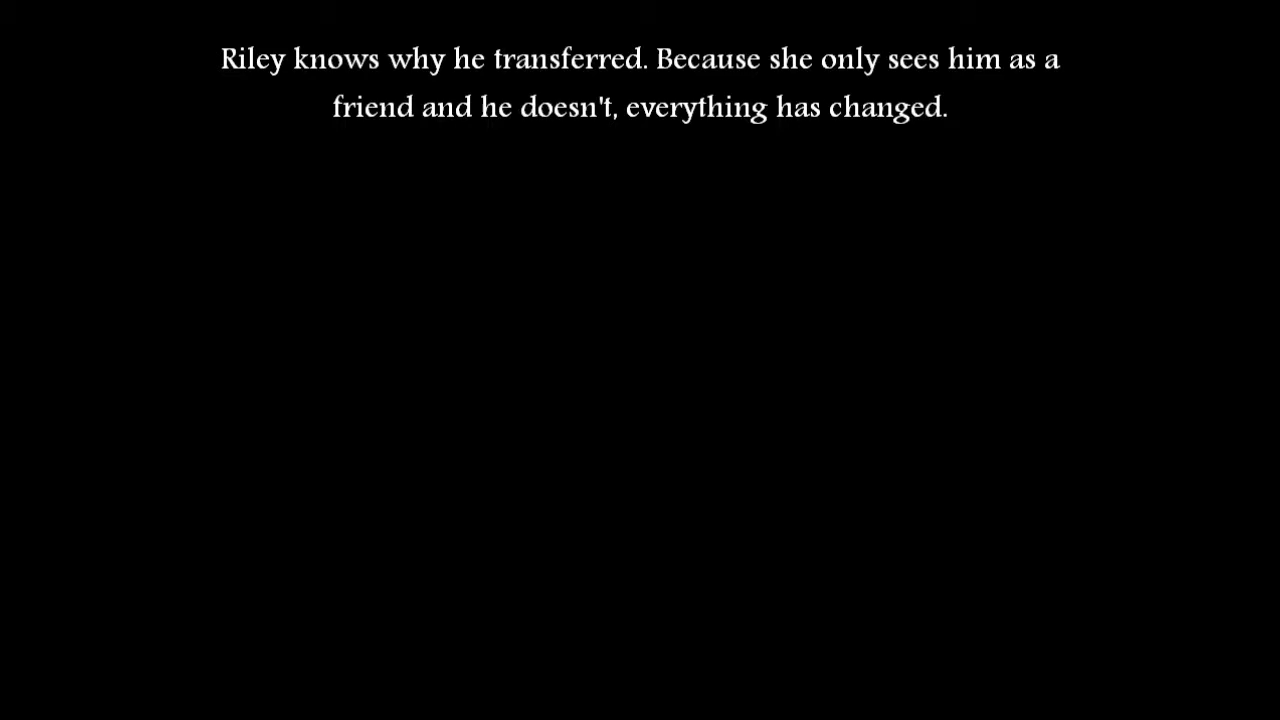 Riley knows why he transferred. Because she only sees him as a
friend and he doesn't, everything has changed.